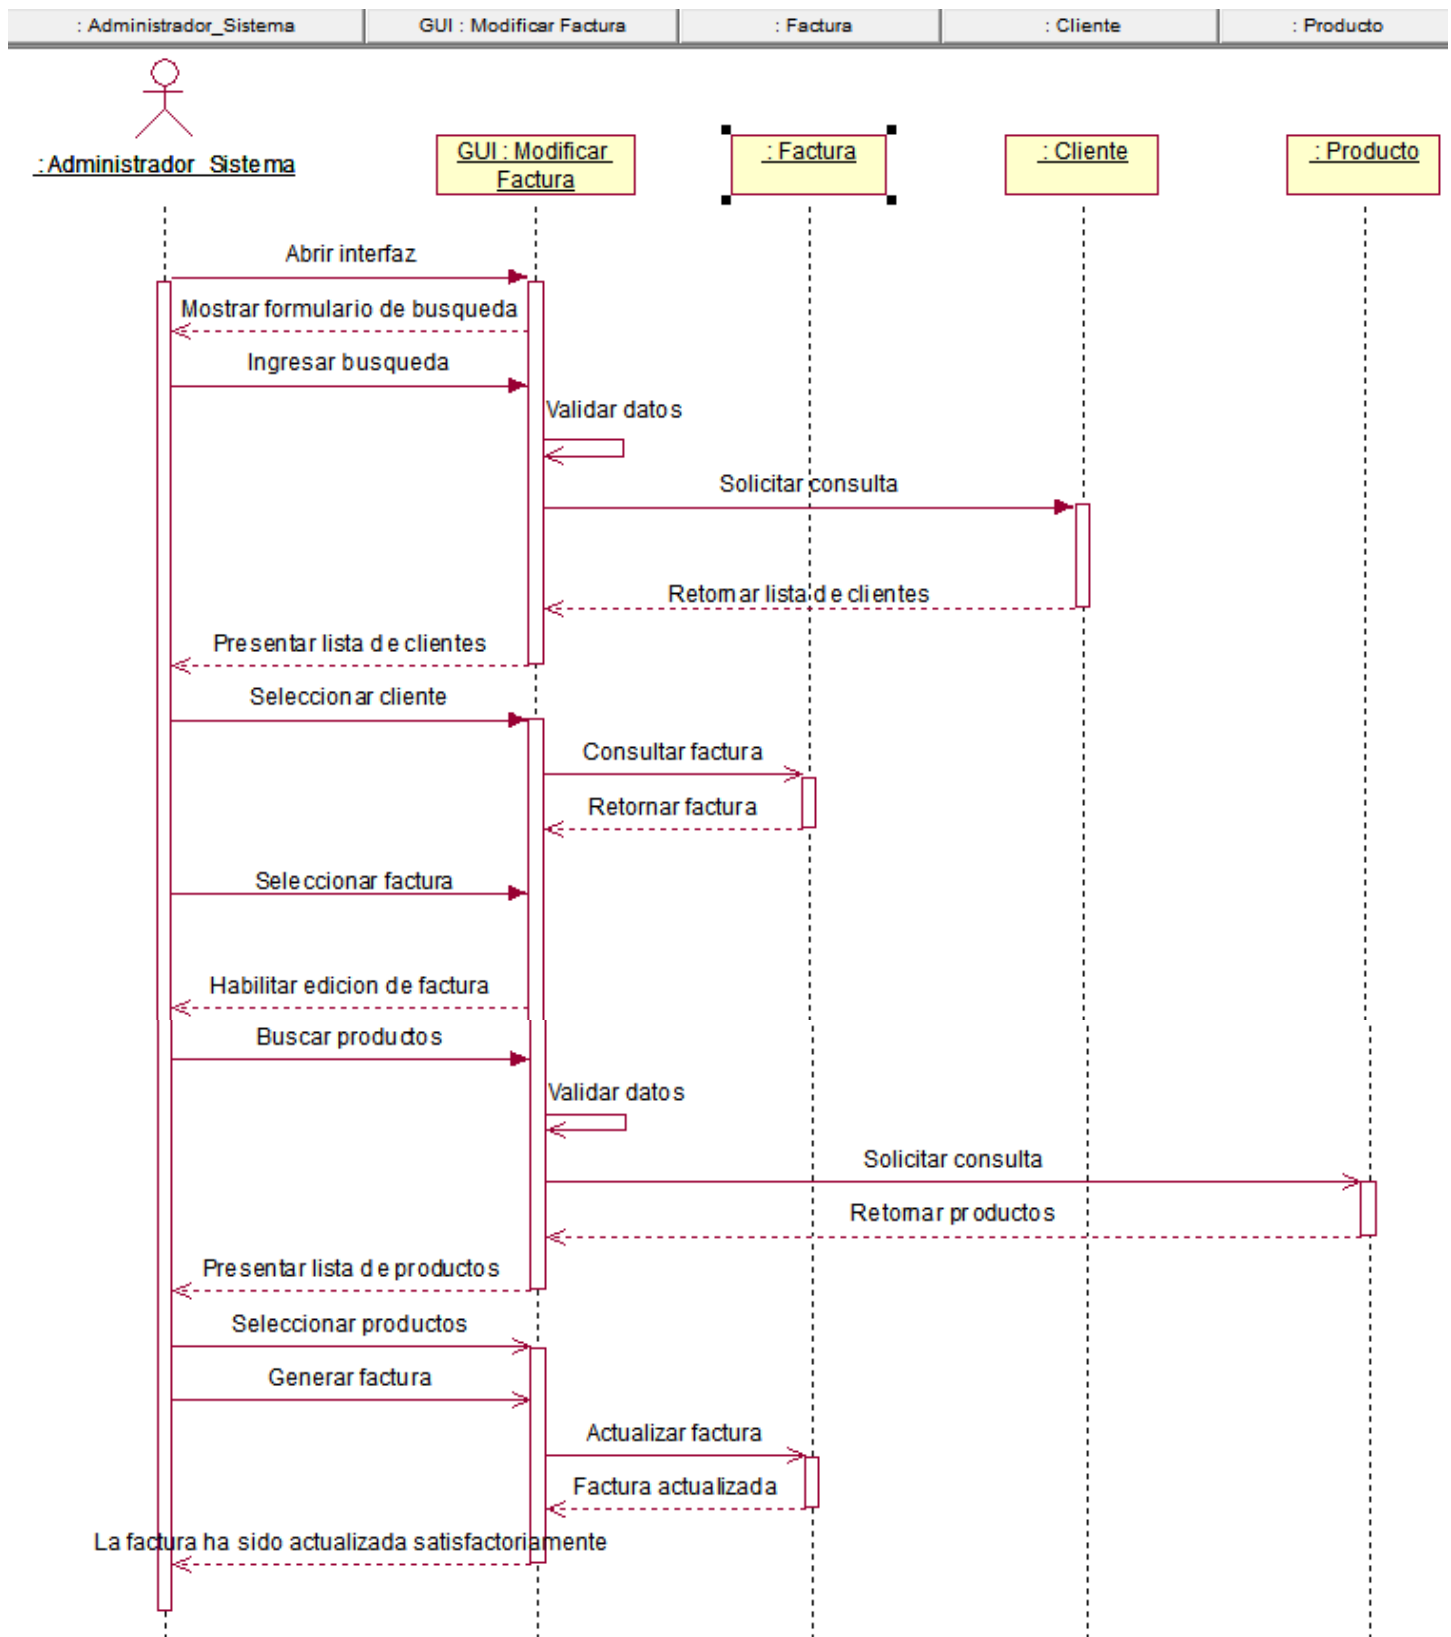 : Administrador_Sistema
GUI : Modificar Factura
: Factura
: Cliente
: Producto
: Administrador_Sistema
GUI : Modificar
Factura
: Factura
: Cliente
: Producto
Abrir interfaz
Mostrar formulario de busqueda
Ingresar busqueda
Validar datos
Solicitar consulta
Retornar lista de clientes
Presentar lista de clientes
Seleccionar cliente
Consultar factura
Retornar factura
Seleccionar factura
Habilitar edicion de factura
Buscar productos
Validar datos
Solicitar consulta
Retornar productos
Presentar lista de productos
Seleccionar productos
Generar factura
Actualizar factura
Factura actualizada
La factura ha sido actualizada satisfactoriamente